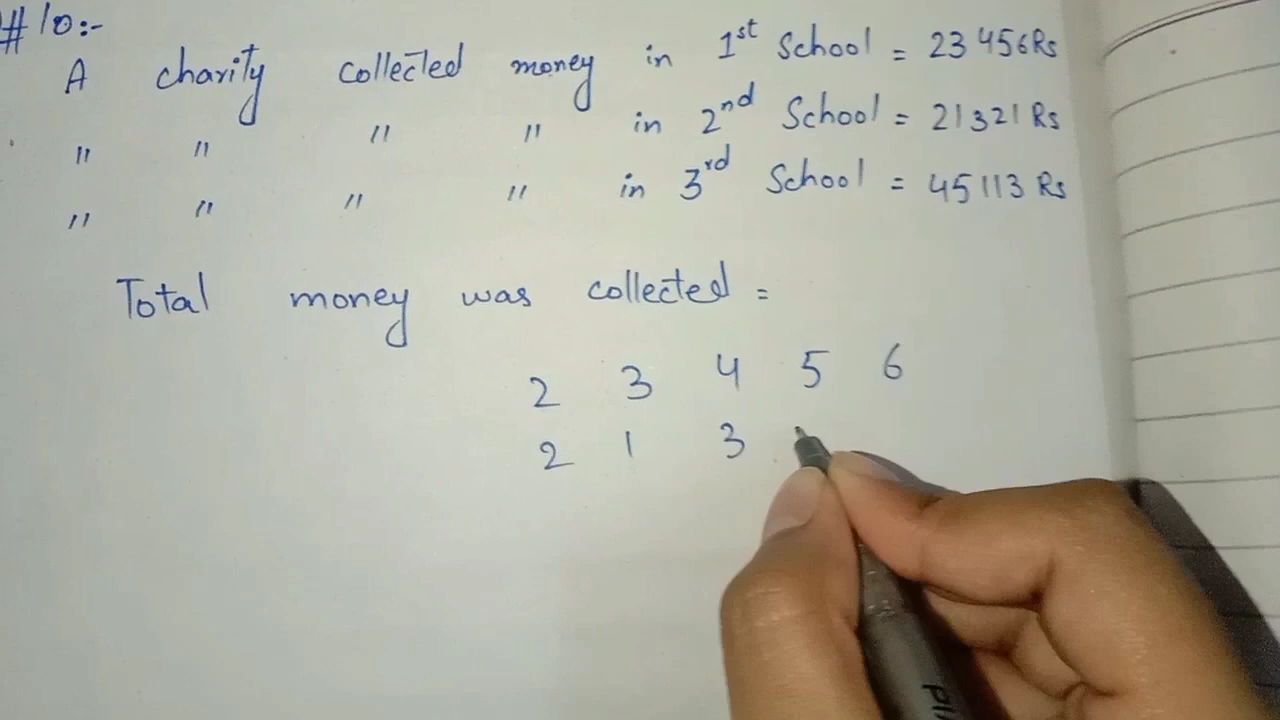 # 10:-
A charity collected money in 1st School = 23456Rs
" " " " in 2nd School = 21321 Rs
" " " " in 3rd School = 45113 Rs
Total money was collected =
2 3 4 5 6
2 1 3